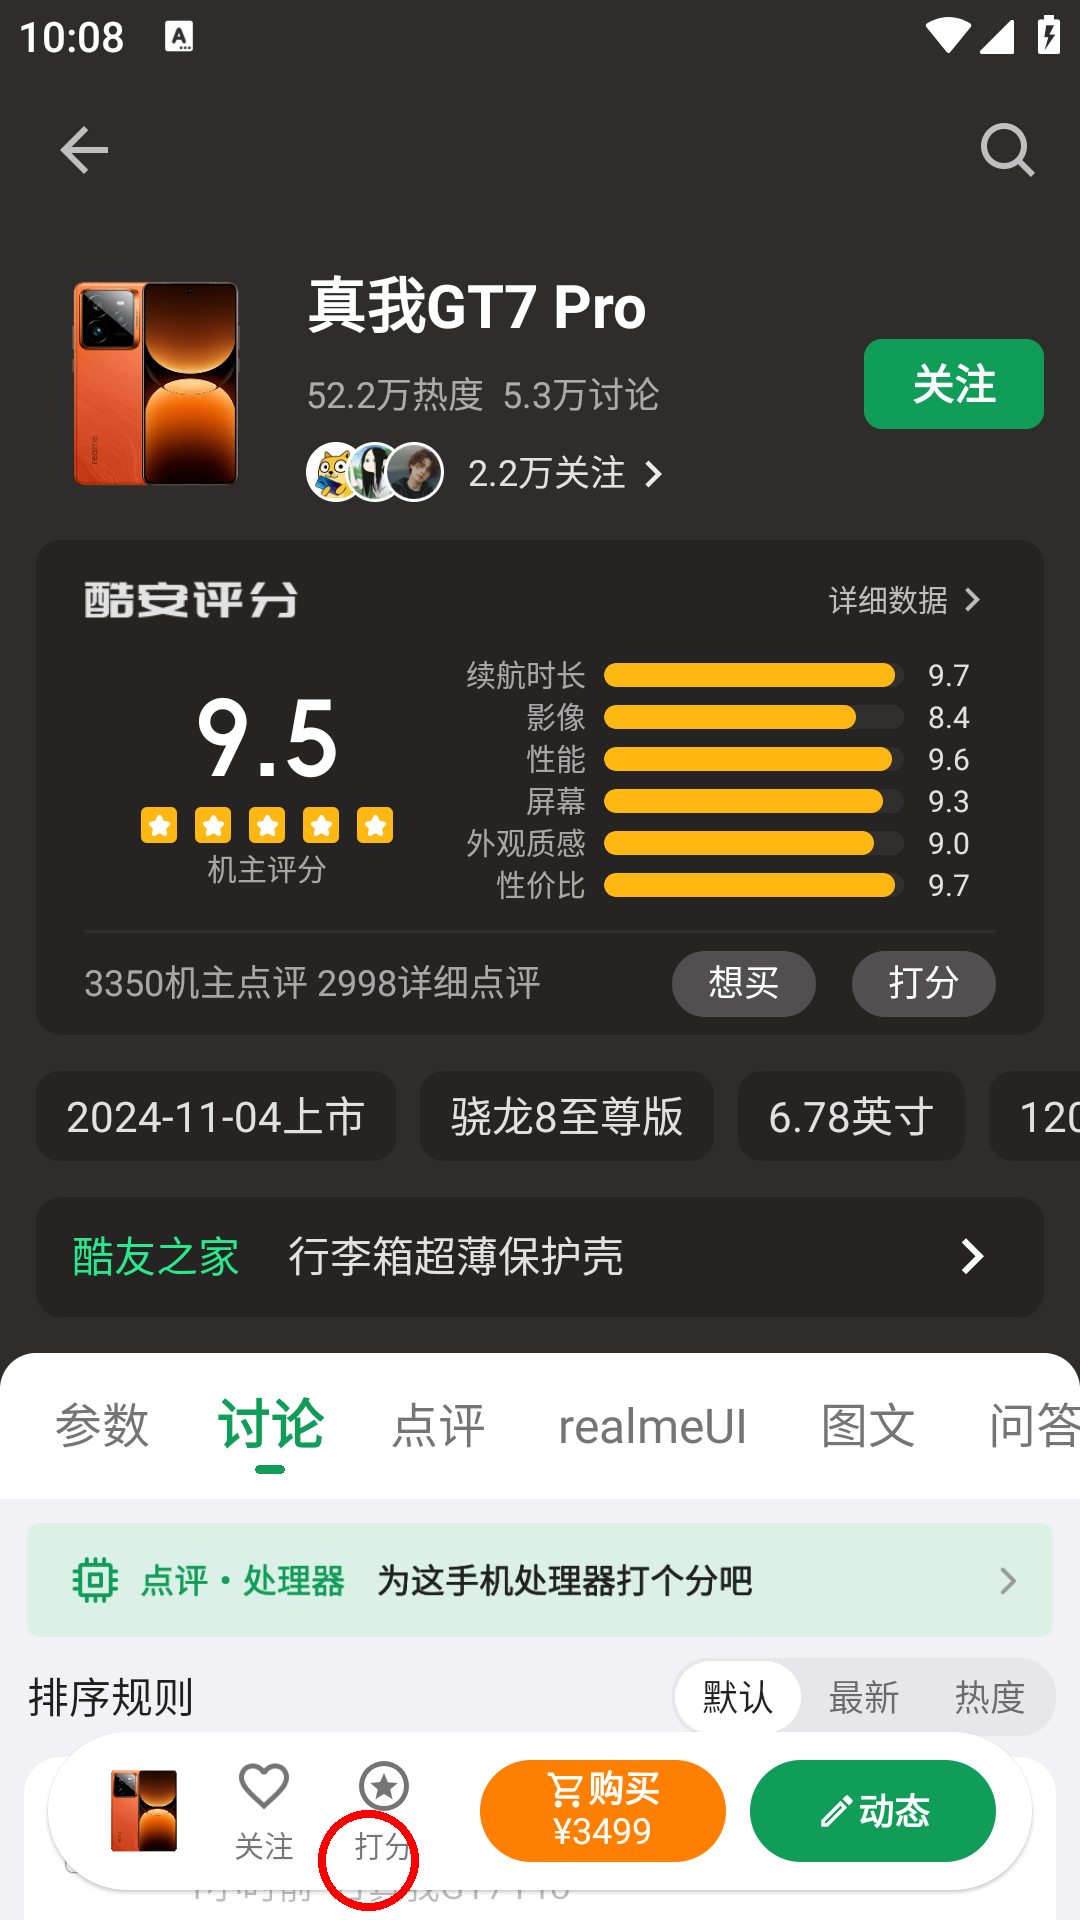 10:08
真我GT7 Pro
52.2万热度 5.3万讨论
关注
2.2万关注
酷安评分
详细数据
9.5
机主评分
续航时长 9.7
影像 8.4
性能 9.6
屏幕 9.3
外观质感 9.0
性价比 9.7
3350机主点评 2998详细点评
想买
打分
2024-11-04上市
骁龙8至尊版
6.78英寸
120
酷友之家 行李箱超薄保护壳
参数 讨论 点评 realmeUI 图文 问答
点评·处理器 为这手机处理器打个分吧
排序规则
默认 最新 热度
关注
打分
购买
¥3499
动态